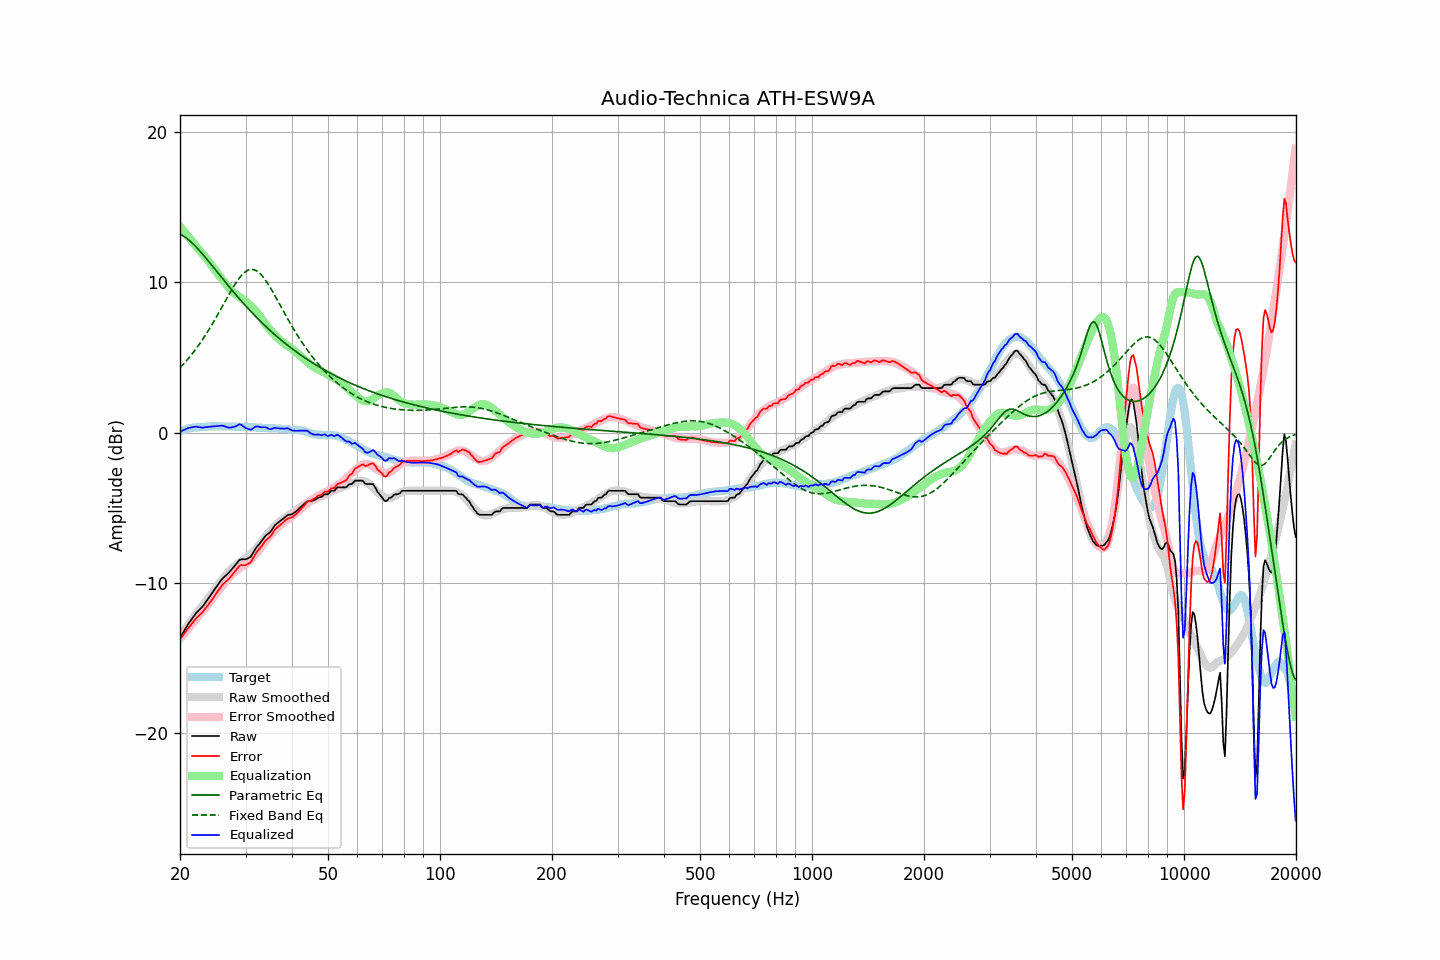 Audio-Technica ATH-ESW9A
Amplitude (dBr)
20
10
0
−10
−20
Target
Raw Smoothed
Error Smoothed
Raw
Error
Equalization
Parametric Eq
Fixed Band Eq
Equalized
20 50 100 200 500 1000 2000 5000 10000 20000
Frequency (Hz)